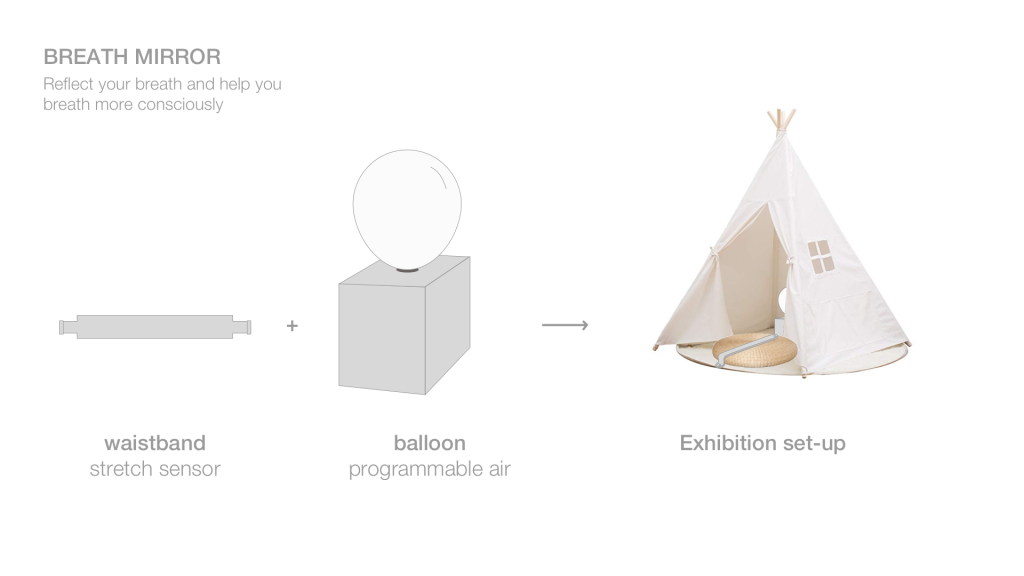 BREATH MIRROR
Reflect your breath and help you
breath more consciously
+
waistband
stretch sensor
balloon
programmable air
Exhibition set-up